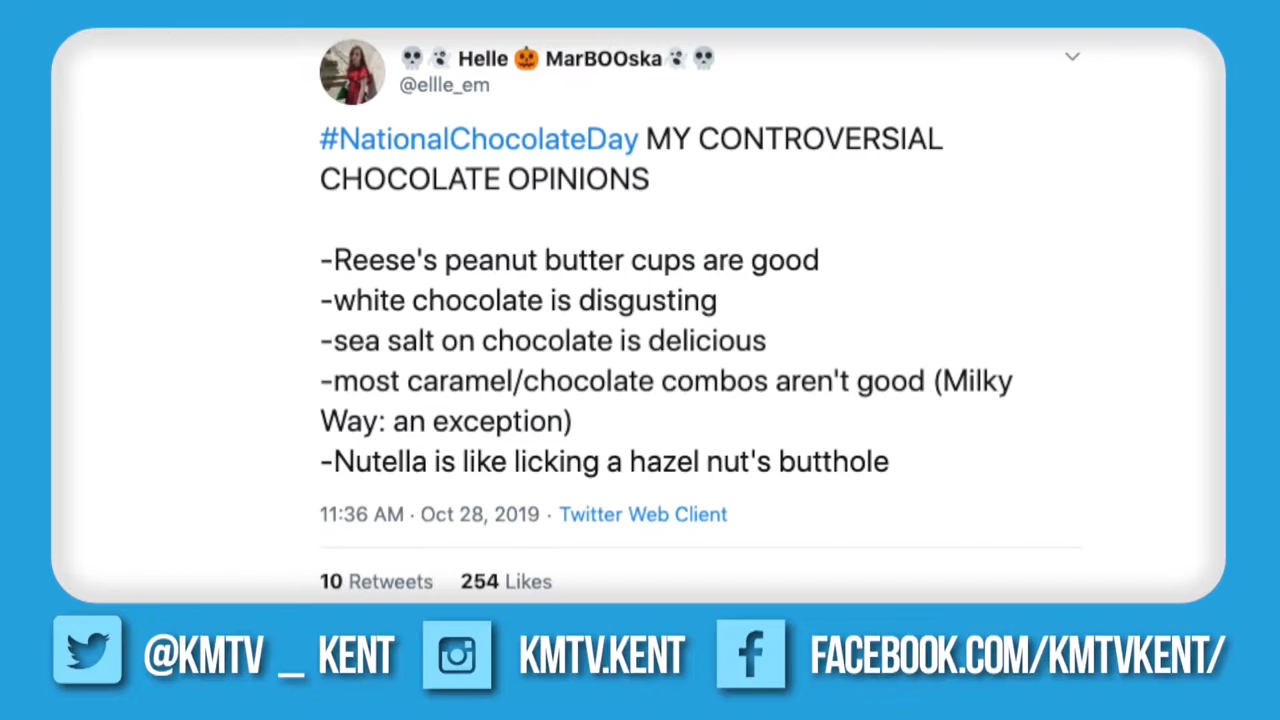 💀👻 Helle 🎃 MarBOOska👻💀
@ellle_em
#NationalChocolateDay MY CONTROVERSIAL
CHOCOLATE OPINIONS
-Reese's peanut butter cups are good
-white chocolate is disgusting
-sea salt on chocolate is delicious
-most caramel/chocolate combos aren't good (Milky
Way: an exception)
-Nutella is like licking a hazel nut's butthole
11:36 AM · Oct 28, 2019 · Twitter Web Client
10 Retweets 254 Likes
@KMTV _ KENT KMTV.KENT FACEBOOK.COM/KMTVKENT/